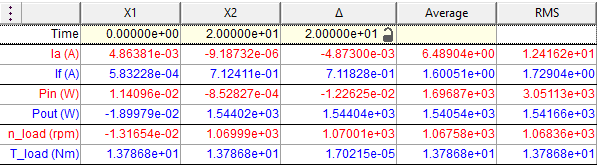 X1 X2 Δ Average RMS
Time 0.00000e+00 2.00000e+01 2.00000e+01
Ia (A) 4.86381e-03 -9.18732e-06 -4.87300e-03 6.48904e+00 1.24162e+01
If (A) 5.83228e-04 7.12411e-01 7.11828e-01 1.60051e+00 1.72904e+00
Pin (W) 1.14096e-02 -8.52827e-04 -1.22625e-02 1.69687e+03 3.05113e+03
Pout (W) -1.89979e-02 1.54402e+03 1.54404e+03 1.54054e+03 1.54166e+03
n_load (rpm) -1.31654e-02 1.06999e+03 1.07001e+03 1.06758e+03 1.06836e+03
T_load (Nm) 1.37868e+01 1.37868e+01 1.70215e-05 1.37868e+01 1.37868e+01